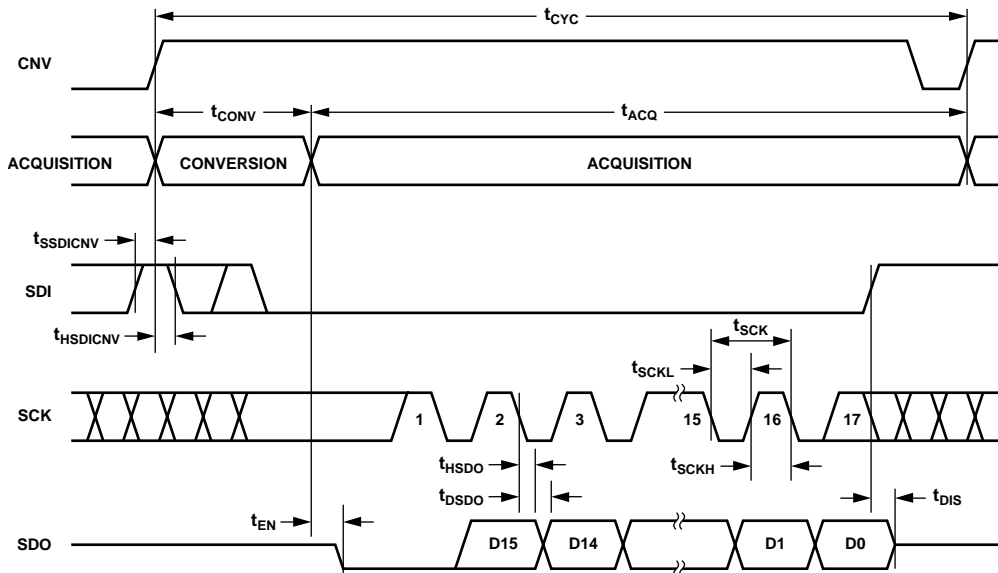 tCYC
CNV
tCONV
tACQ
ACQUISITION
CONVERSION
ACQUISITION
tSSDICNV
SDI
tHSDICNV
tSCK
tSCKL
SCK
1
2
3
15
16
17
tHSDO
tSCKH
tDSDO
tDIS
tEN
SDO
D15
D14
D1
D0